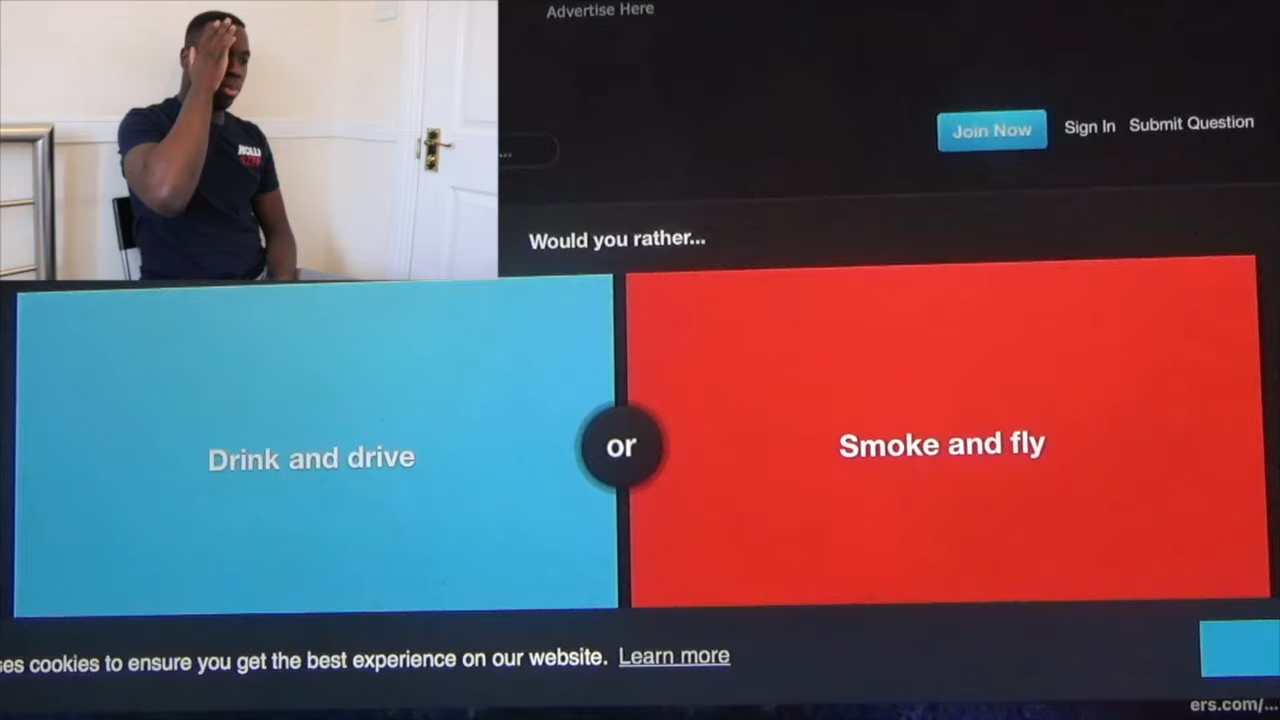 Advertise Here
...
Join Now
Sign In
Submit Question
Would you rather...
Drink and drive
or
Smoke and fly
es cookies to ensure you get the best experience on our website. Learn more
ers.com/...